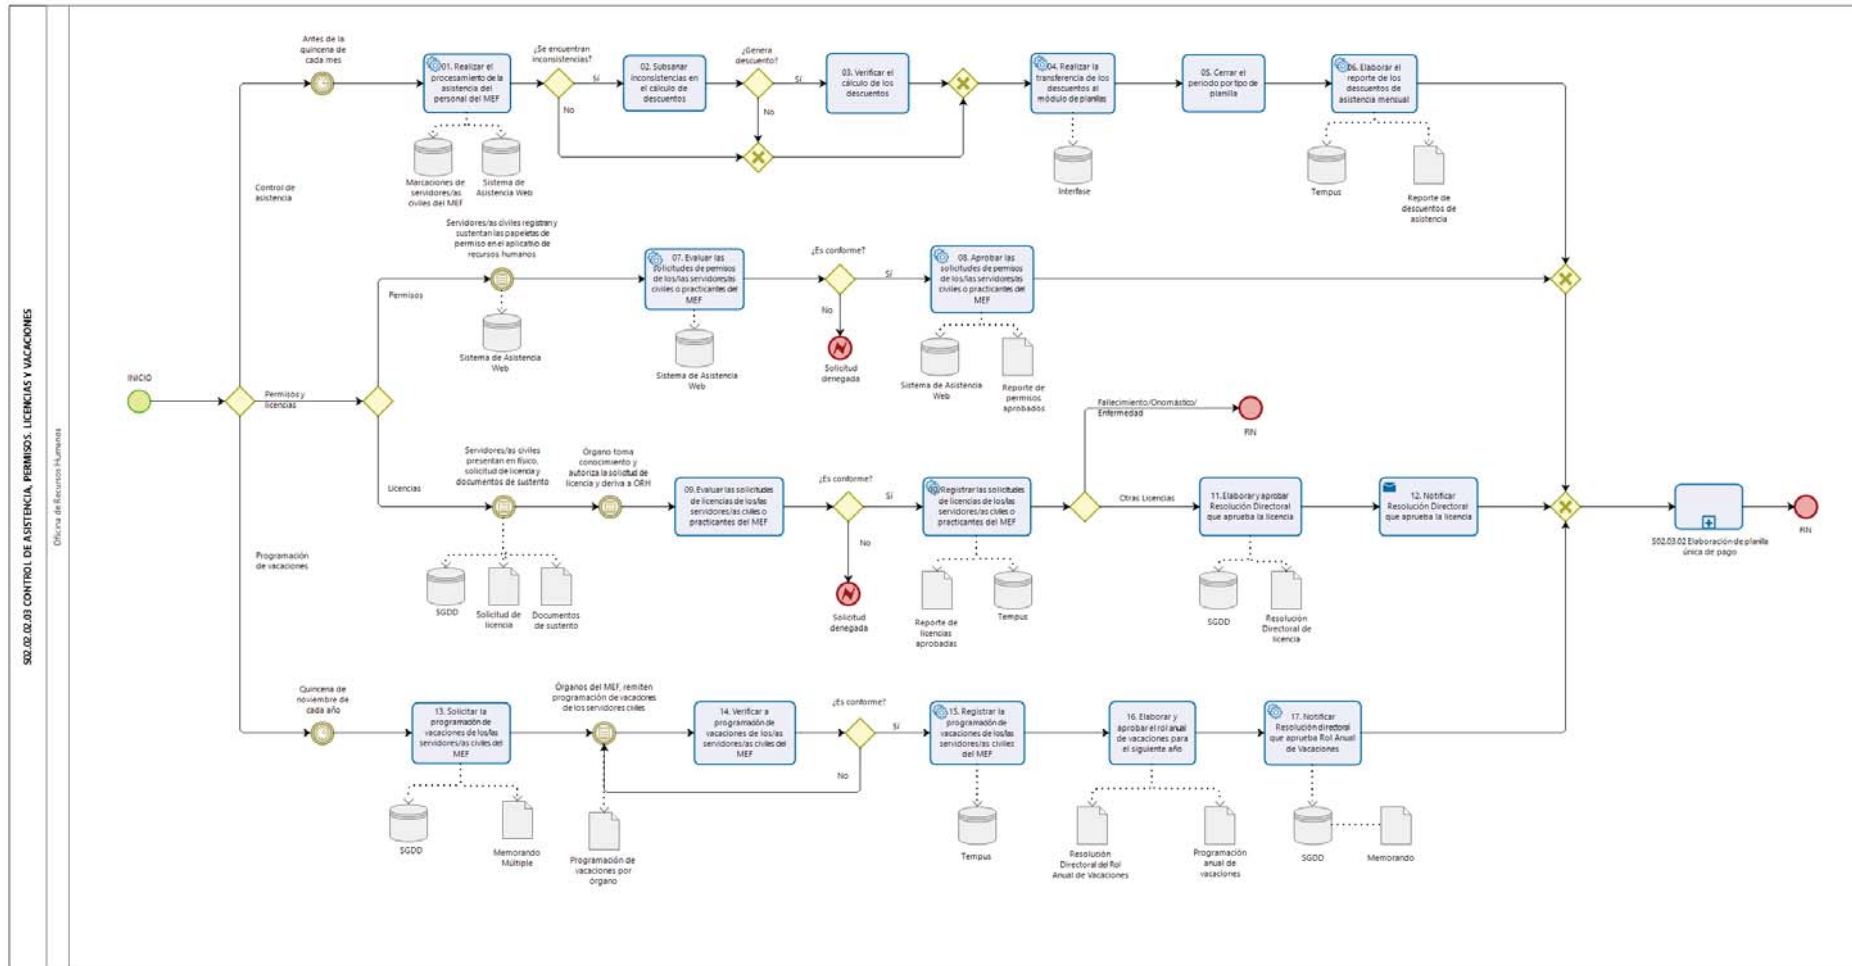 S02.02.02.03 CONTROL DE ASISTENCIA, PERMISOS, LICENCIAS Y VACACIONES
Oficina de Recursos Humanos
INICIO
Control de
asistencia
Permisos y
licencias
Programación
de vacaciones
Antes de la
quincena de
cada mes
01. Realizar el
procesamiento de la
asistencia del
personal del MEF
Marcaciones de
servidores/as
civiles del MEF
Sistema de
Asistencia Web
¿Se encuentran
inconsistencias?
Sí
No
02. Subsanar
inconsistencias en
el cálculo de
descuentos
¿Genera
descuento?
Sí
No
03. Verificar el
cálculo de los
descuentos
04. Realizar la
transferencia de los
descuentos al
módulo de planillas
Interfase
05. Cerrar el
periodo por tipo de
planilla
06. Elaborar el
reporte de los
descuentos de
asistencia mensual
Tempus
Reporte de
descuentos de
asistencia
Permisos
Servidores/as civiles registran y
sustentan las papeletas de
permiso en el aplicativo de
recursos humanos
Sistema de Asistencia
Web
07. Evaluar las
solicitudes de permisos
de los/las servidores/as
civiles o practicantes del
MEF
Sistema de Asistencia
Web
¿Es conforme?
Sí
No
Solicitud
denegada
08. Aprobar las
solicitudes de permisos
de los/las servidores/as
civiles o practicantes del
MEF
Sistema de Asistencia
Web
Reporte de
permisos
aprobados
Licencias
Servidores/as civiles
presentan en físico,
solicitud de licencia y
documentos de sustento
SGDD
Solicitud de
licencia
Documentos
de sustento
Órgano toma
conocimiento y
autoriza la solicitud de
licencia y deriva a ORH
09. Evaluar las solicitudes
de licencias de los/las
servidores/as civiles o
practicantes del MEF
¿Es conforme?
Sí
No
Solicitud
denegada
10. Registrar las solicitudes
de licencias de los/las
servidores/as civiles o
practicantes del MEF
Reporte de
licencias
aprobadas
Tempus
Fallecimiento/Onomástico/
Enfermedad
FIN
Otras Licencias
11. Elaborar y aprobar
Resolución Directoral
que aprueba la licencia
SGDD
Resolución
Directoral de
licencia
12. Notificar
Resolución Directoral
que aprueba la licencia
S02.03.02 Elaboración de planilla
única de pago
FIN
Quincena de
noviembre de
cada año
13. Solicitar la
programación de
vacaciones de los/las
servidores/as civiles del
MEF
SGDD
Memorando
Múltiple
Órganos del MEF, remiten
programación de vacaciones
de los servidores civiles
Programación de
vacaciones por
órgano
14. Verificar a
programación de
vacaciones de los/as
servidores/as civiles del
MEF
¿Es conforme?
Sí
No
15. Registrar la
programación de
vacaciones de los/as
servidores/as civiles
del MEF
Tempus
16. Elaborar y
aprobar el rol anual
de vacaciones para
el siguiente año
Resolución
Directoral del Rol
Anual de Vacaciones
Programación
anual de
vacaciones
17. Notificar
Resolución directoral
que aprueba Rol Anual
de Vacaciones
SGDD
Memorando